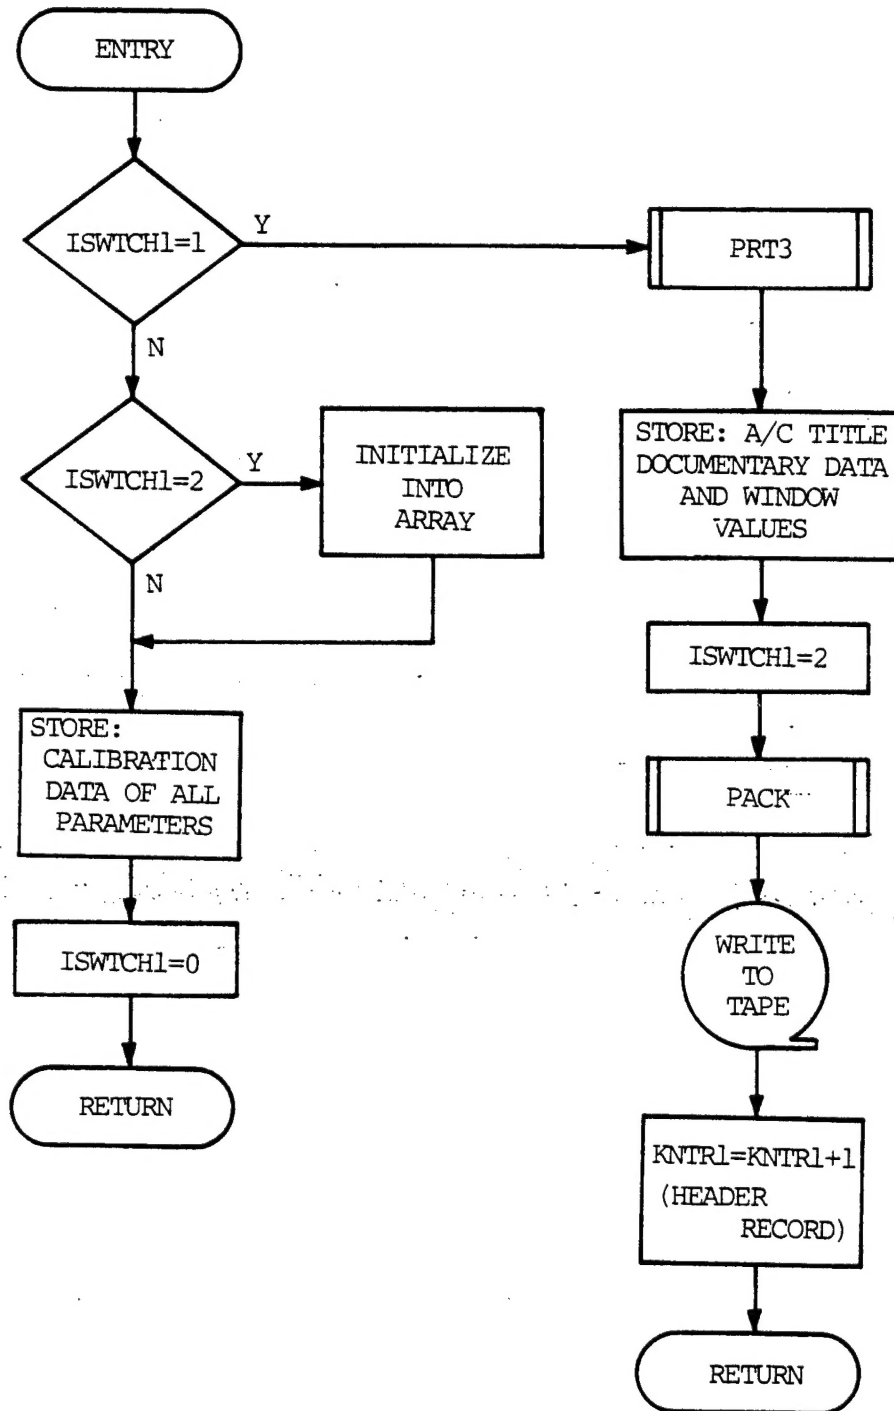 ENTRY
ISWTCH1=1
Y
PRT3
N
ISWTCH1=2
Y
INITIALIZE
INTO
ARRAY
STORE: A/C TITLE
DOCUMENTARY DATA
AND WINDOW
VALUES
N
ISWTCH1=2
STORE:
CALIBRATION
DATA OF ALL
PARAMETERS
PACK
ISWTCH1=0
WRITE
TO
TAPE
RETURN
KNTR1=KNTR1+1
(HEADER
RECORD)
RETURN